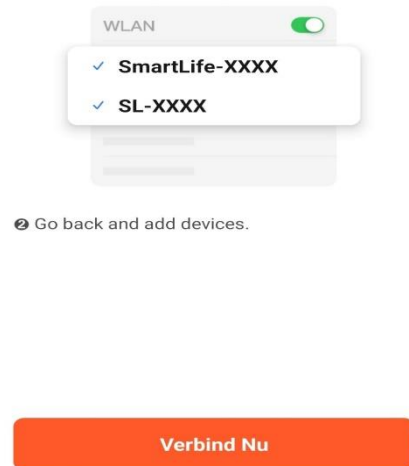 WLAN
SmartLife-XXXX
SL-XXXX
❷ Go back and add devices.
Verbind Nu